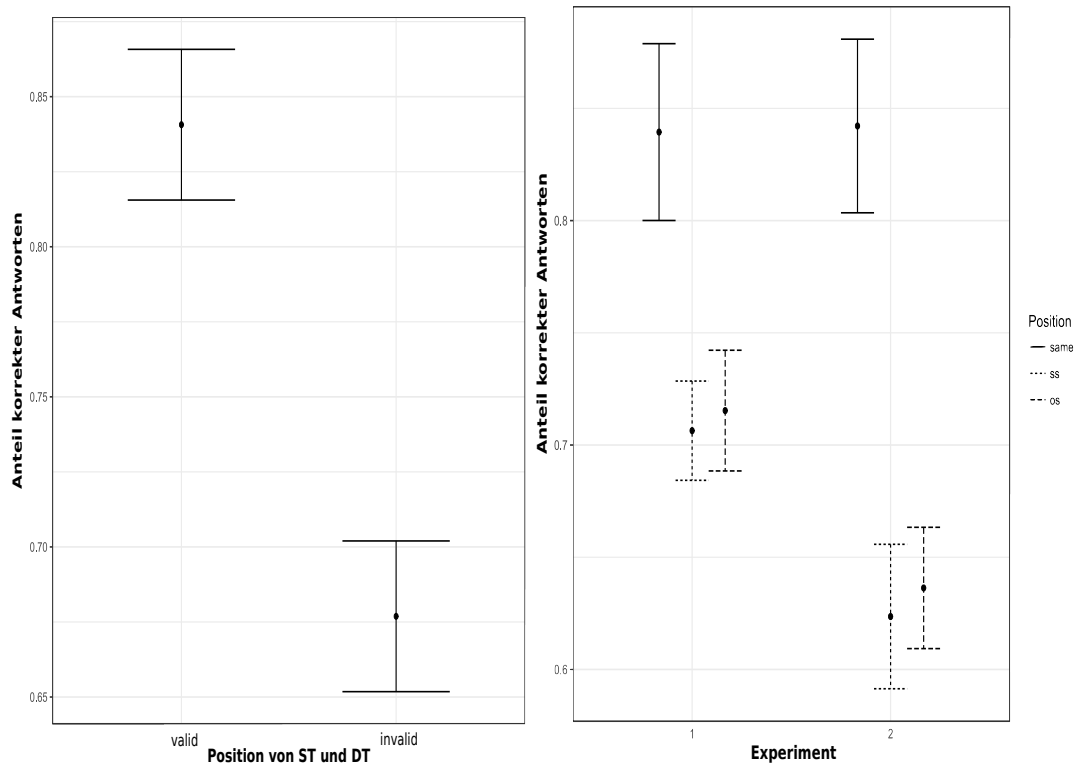 Anteil korrekter Antworten
0.85
0.80
0.75
0.70
0.65
valid
invalid
Position von ST und DT
Anteil korrekter Antworten
0.8
0.7
0.6
1
2
Experiment
Position
same
ss
os